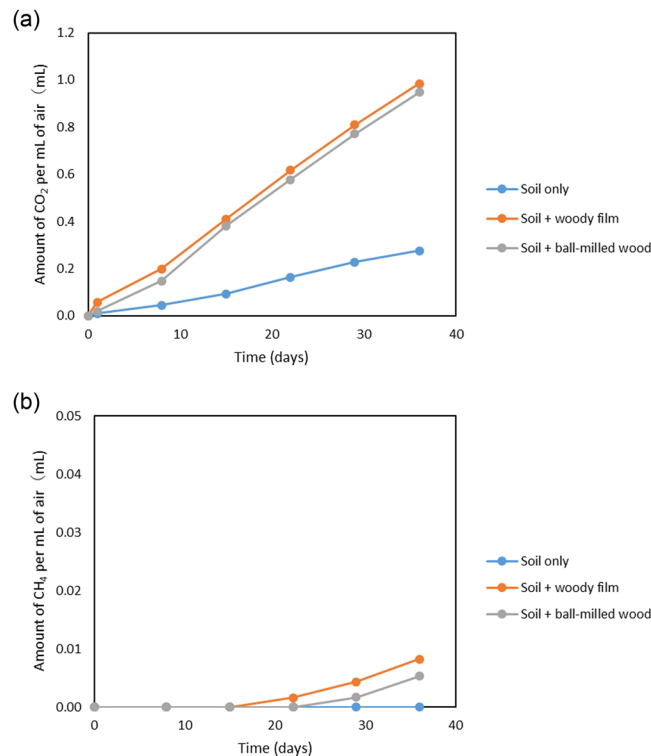 (a)
1.2
1.0
0.8
0.6
0.4
0.2
0.0
Amount of CO₂ per mL of air （mL）
0 10 20 30 40
Time (days)
Soil only
Soil + woody film
Soil + ball-milled wood
(b)
0.05
0.04
0.03
0.02
0.01
0.00
Amount of CH₄ per mL of air （mL）
0 10 20 30 40
Time (days)
Soil only
Soil + woody film
Soil + ball-milled wood